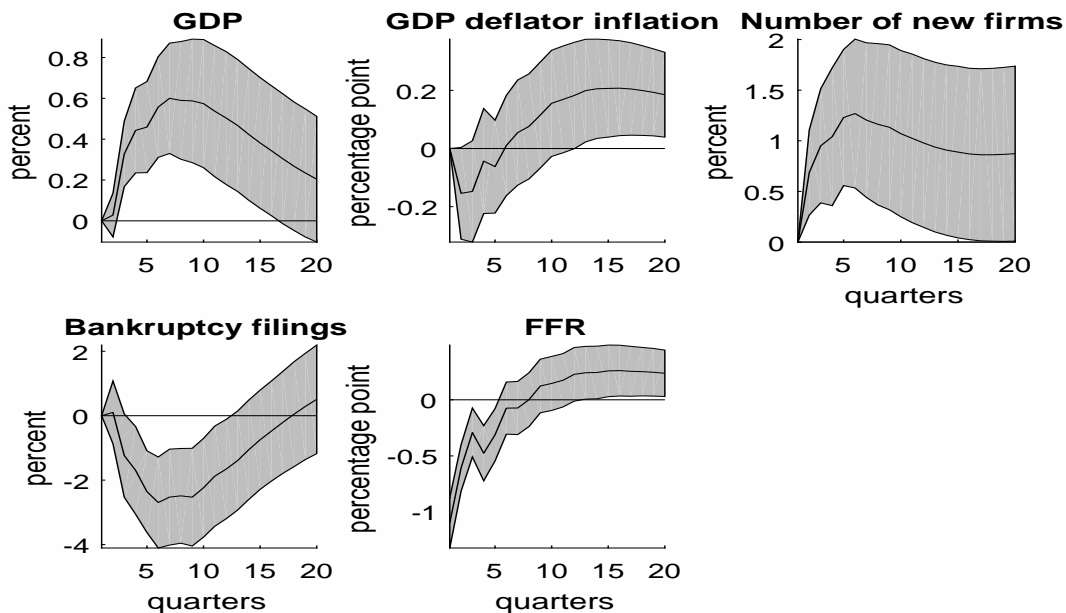 GDP
percent
0.8
0.6
0.4
0.2
0
5 10 15 20
GDP deflator inflation
percentage point
0.2
0
-0.2
5 10 15 20
Number of new firms
percent
2
1.5
1
0.5
0
5 10 15 20
quarters
Bankruptcy filings
percent
2
0
-2
-4
5 10 15 20
quarters
FFR
percentage point
0
-0.5
-1
5 10 15 20
quarters